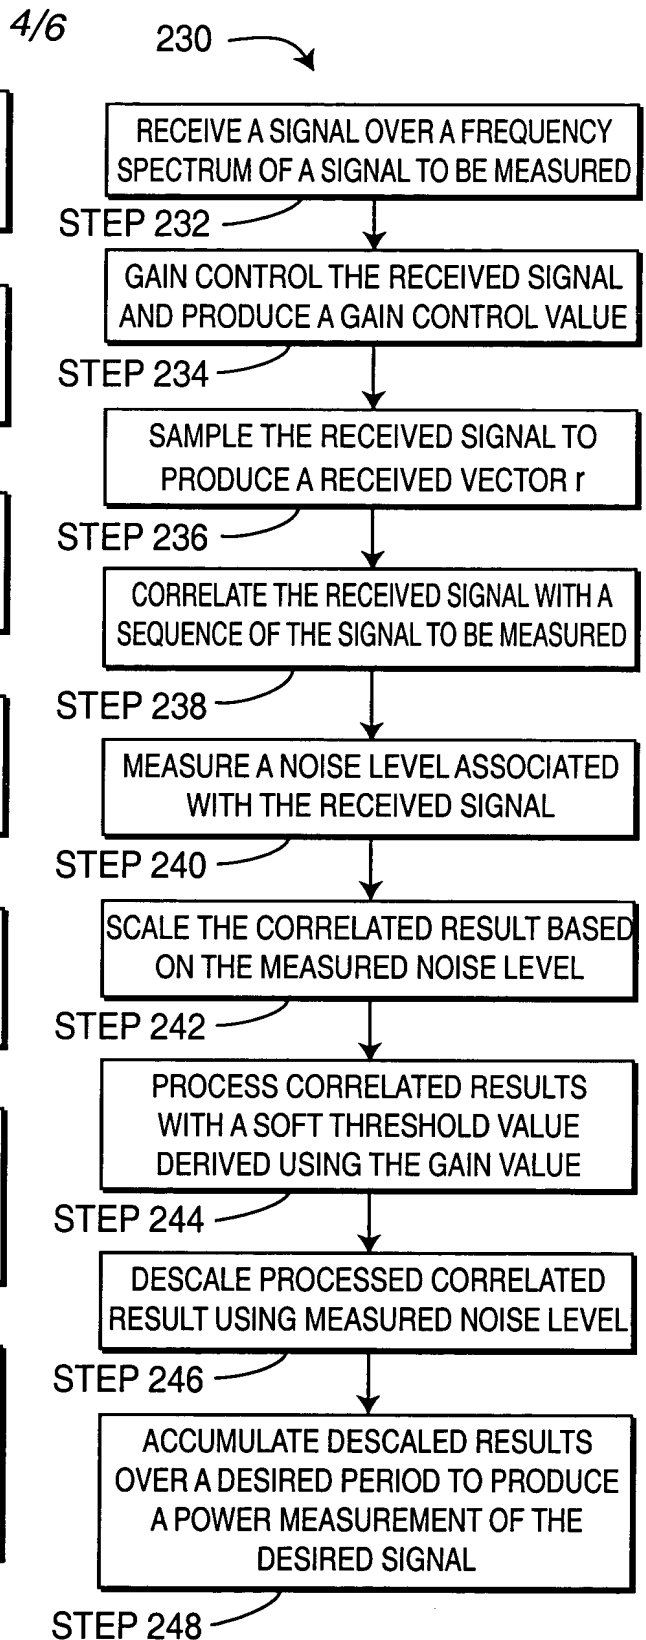 4/6
230
RECEIVE A SIGNAL OVER A FREQUENCY
SPECTRUM OF A SIGNAL TO BE MEASURED
STEP 232
GAIN CONTROL THE RECEIVED SIGNAL
AND PRODUCE A GAIN CONTROL VALUE
STEP 234
SAMPLE THE RECEIVED SIGNAL TO
PRODUCE A RECEIVED VECTOR r
STEP 236
CORRELATE THE RECEIVED SIGNAL WITH A
SEQUENCE OF THE SIGNAL TO BE MEASURED
STEP 238
MEASURE A NOISE LEVEL ASSOCIATED
WITH THE RECEIVED SIGNAL
STEP 240
SCALE THE CORRELATED RESULT BASED
ON THE MEASURED NOISE LEVEL
STEP 242
PROCESS CORRELATED RESULTS
WITH A SOFT THRESHOLD VALUE
DERIVED USING THE GAIN VALUE
STEP 244
DESCALE PROCESSED CORRELATED
RESULT USING MEASURED NOISE LEVEL
STEP 246
ACCUMULATE DESCALED RESULTS
OVER A DESIRED PERIOD TO PRODUCE
A POWER MEASUREMENT OF THE
DESIRED SIGNAL
STEP 248